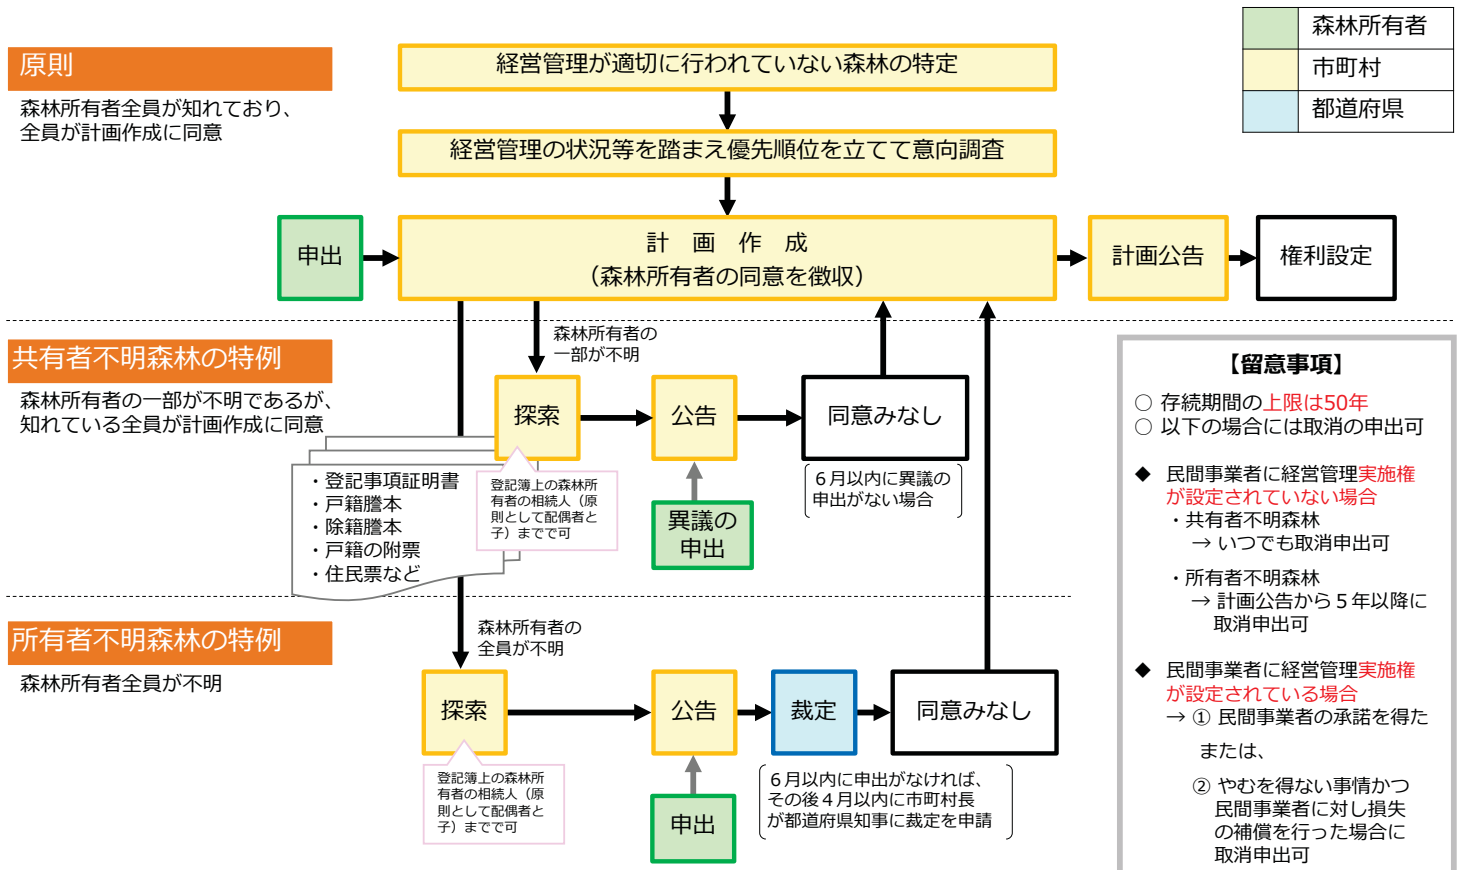 森林所有者
市町村
都道府県
原則
森林所有者全員が知れており、
全員が計画作成に同意
経営管理が適切に行われていない森林の特定
経営管理の状況等を踏まえ優先順位を立てて意向調査
申出
計 画 作 成
(森林所有者の同意を徴収)
計画公告
権利設定
共有者不明森林の特例
森林所有者の一部が不明であるが、
知れている全員が計画作成に同意
森林所有者の
一部が不明
探索
公告
同意みなし
・登記事項証明書
・戸籍謄本
・除籍謄本
・戸籍の附票
・住民票など
登記簿上の森林所
有者の相続人(原
則として配偶者と
子)までで可
異議の
申出
6月以内に異議の
申出がない場合
所有者不明森林の特例
森林所有者全員が不明
森林所有者の
全員が不明
探索
公告
裁定
同意みなし
登記簿上の森林所
有者の相続人(原
則として配偶者と
子)までで可
申出
6月以内に申出がなければ、
その後4月以内に市町村長
が都道府県知事に裁定を申請
【留意事項】
○ 存続期間の上限は50年
○ 以下の場合には取消の申出可
◆ 民間事業者に経営管理実施権
が設定されていない場合
・共有者不明森林
→ いつでも取消申出可
・所有者不明森林
→ 計画公告から5年以降に
取消申出可
◆ 民間事業者に経営管理実施権
が設定されている場合
→ ① 民間事業者の承諾を得た
または、
② やむを得ない事情かつ
民間事業者に対し損失
の補償を行った場合に
取消申出可